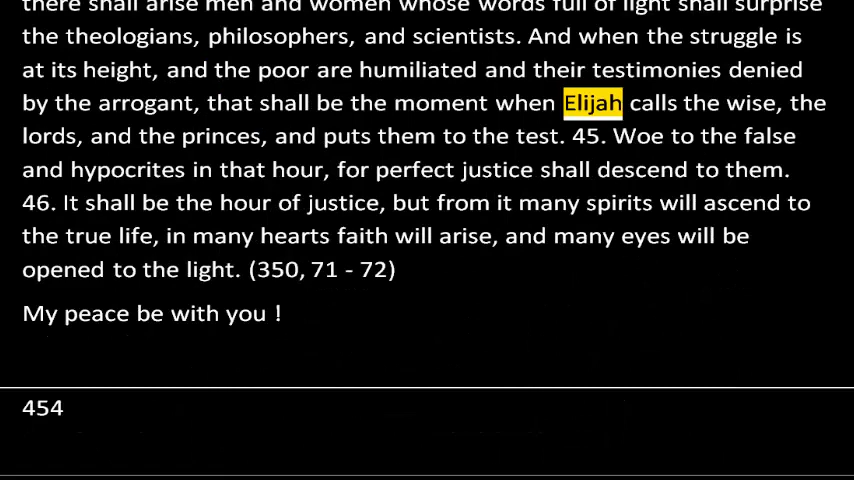 there shall arise men and women whose words full of light shall surprise
the theologians, philosophers, and scientists. And when the struggle is
at its height, and the poor are humiliated and their testimonies denied
by the arrogant, that shall be the moment when Elijah calls the wise, the
lords, and the princes, and puts them to the test. 45. Woe to the false
and hypocrites in that hour, for perfect justice shall descend to them.
46. It shall be the hour of justice, but from it many spirits will ascend to
the true life, in many hearts faith will arise, and many eyes will be
opened to the light. (350, 71 - 72)
My peace be with you !
454